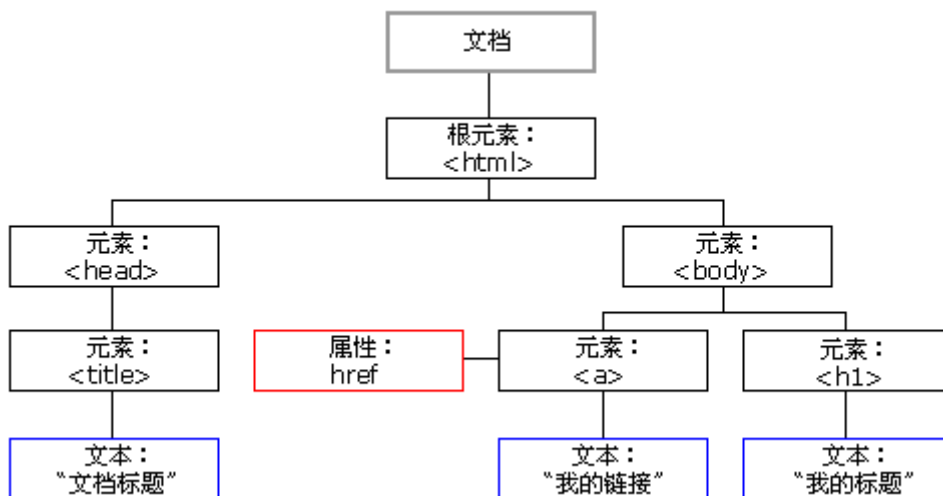 文档
根元素：
<html>
元素：
<head>
元素：
<body>
元素：
<title>
属性：
href
元素：
<a>
元素：
<h1>
文本：
“文档标题”
文本：
“我的链接”
文本：
“我的标题”